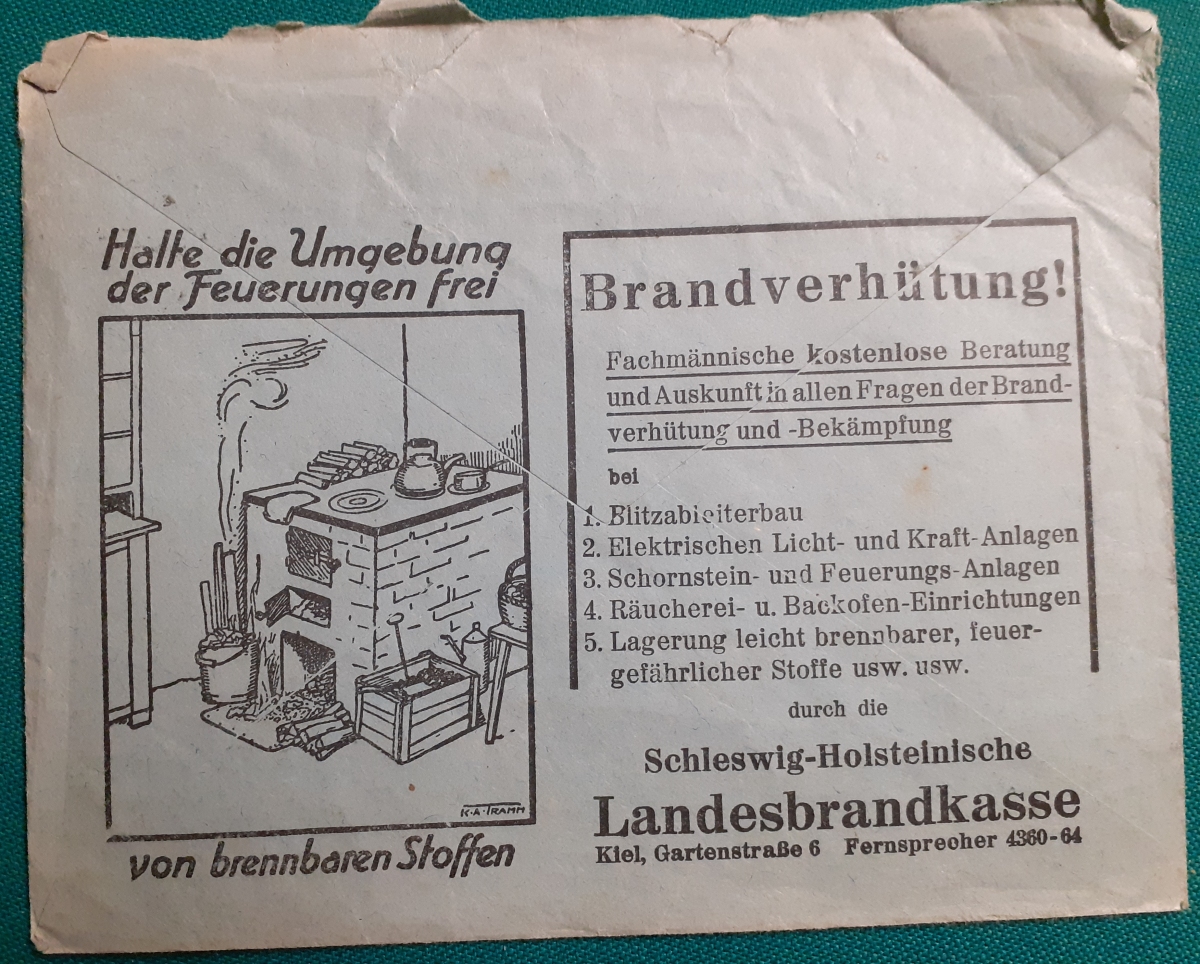 Halte die Umgebung
der Feuerungen frei
K.A.TRAMM
von brennbaren Stoffen
Brandverhütung!
Fachmännische kostenlose Beratung
und Auskunft in allen Fragen der Brand-
verhütung und -Bekämpfung
bei
1. Blitzableiterbau
2. Elektrischen Licht- und Kraft-Anlagen
3. Schornstein- und Feuerungs-Anlagen
4. Räucherei- u. Backofen-Einrichtungen
5. Lagerung leicht brennbarer, feuer-
gefährlicher Stoffe usw. usw.
durch die
Schleswig-Holsteinische
Landesbrandkasse
Kiel, Gartenstraße 6 Fernsprecher 4360-64